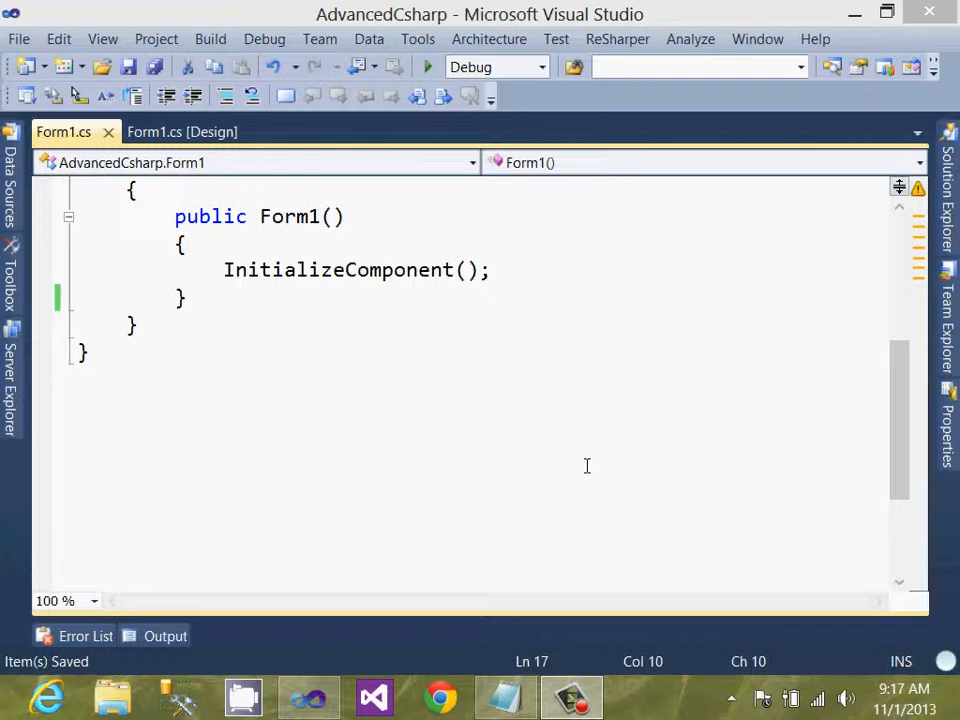 AdvancedCsharp - Microsoft Visual Studio
File Edit View Project Build Debug Team Data Tools Architecture Test ReSharper Analyze Window Help
Debug
Form1.cs Form1.cs [Design]
AdvancedCsharp.Form1 Form1()
{
public Form1()
{
InitializeComponent();
}
}
}
Data Sources
Toolbox
Server Explorer
Solution Explorer
Team Explorer
Properties
100 %
Error List Output
Item(s) Saved Ln 17 Col 10 Ch 10 INS
9:17 AM
11/1/2013